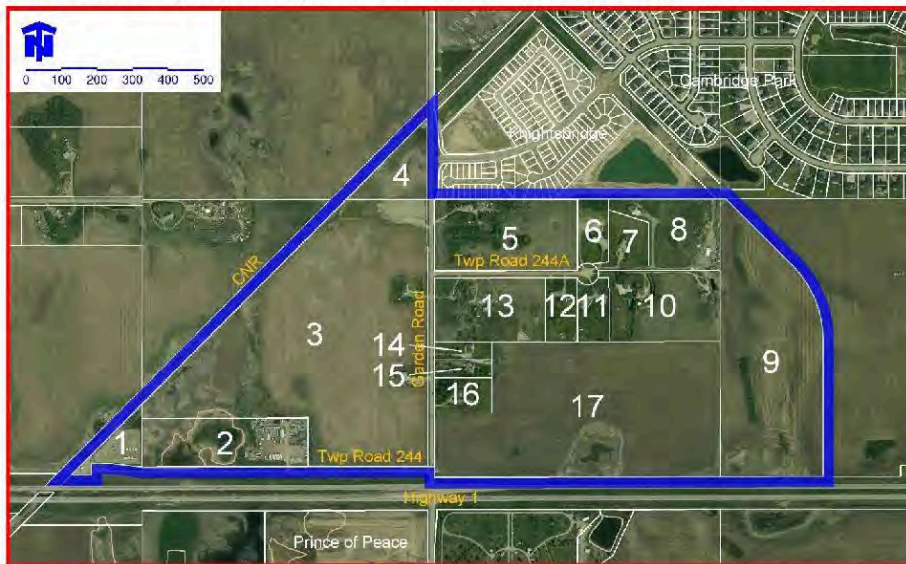 0 100 200 300 400 500
Cambridge Park
Knightsbridge
4
5
6
7
8
Twp Road 244A
CNR
3
Garden Road
13
12
11
10
9
14
15
16
17
1
2
Twp Road 244
Highway 1
Prince of Peace